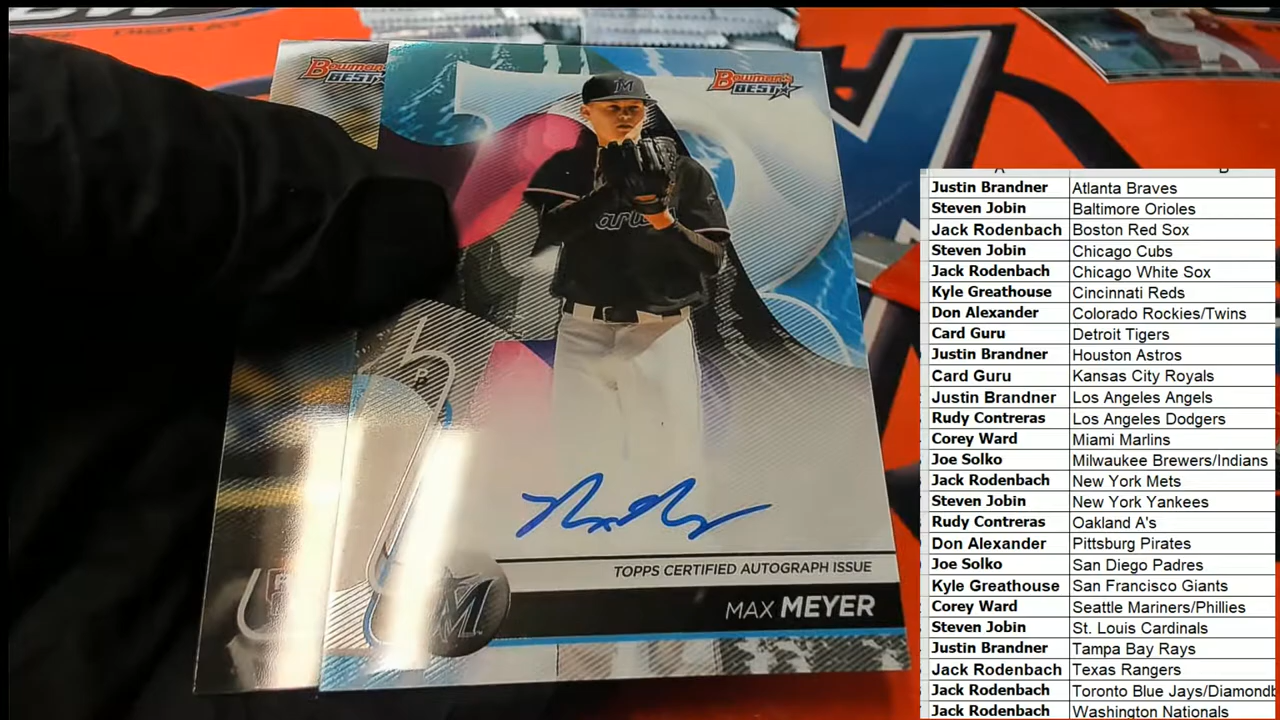 Bowman's
BEST
Bowman's
BEST
M
TOPPS CERTIFIED AUTOGRAPH ISSUE
MAX MEYER
M
Justin Brandner Atlanta Braves
Steven Jobin Baltimore Orioles
Jack Rodenbach Boston Red Sox
Steven Jobin Chicago Cubs
Jack Rodenbach Chicago White Sox
Kyle Greathouse Cincinnati Reds
Don Alexander Colorado Rockies/Twins
Card Guru Detroit Tigers
Justin Brandner Houston Astros
Card Guru Kansas City Royals
Justin Brandner Los Angeles Angels
Rudy Contreras Los Angeles Dodgers
Corey Ward Miami Marlins
Joe Solko Milwaukee Brewers/Indians
Jack Rodenbach New York Mets
Steven Jobin New York Yankees
Rudy Contreras Oakland A's
Don Alexander Pittsburg Pirates
Joe Solko San Diego Padres
Kyle Greathouse San Francisco Giants
Corey Ward Seattle Mariners/Phillies
Steven Jobin St. Louis Cardinals
Justin Brandner Tampa Bay Rays
Jack Rodenbach Texas Rangers
Jack Rodenbach Toronto Blue Jays/Diamondb
Jack Rodenbach Washington Nationals